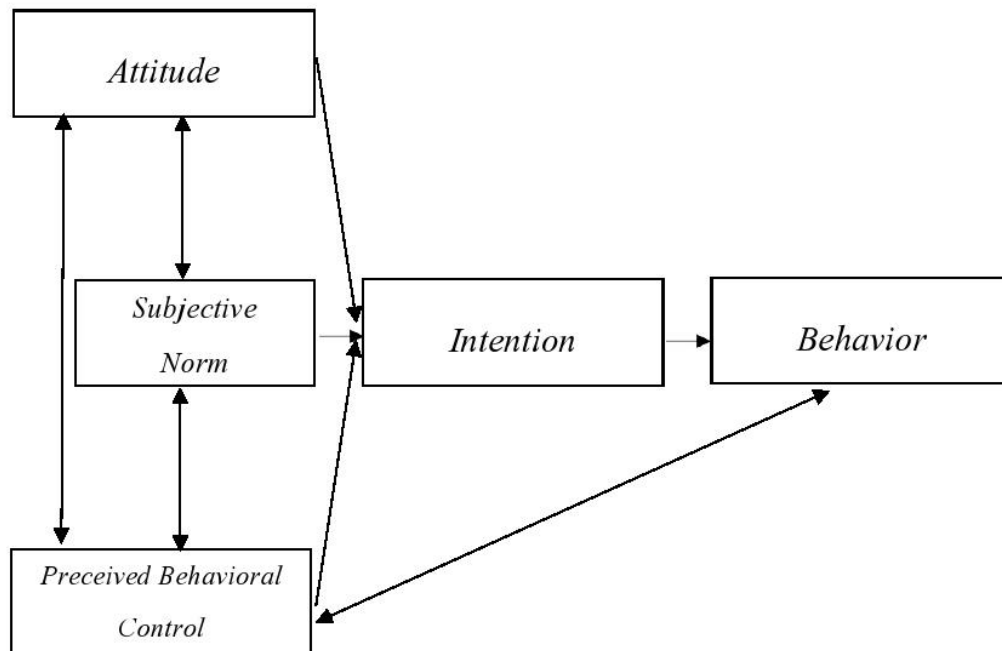 Attitude
Subjective
Norm
Intention
Behavior
Preceived Behavioral
Control